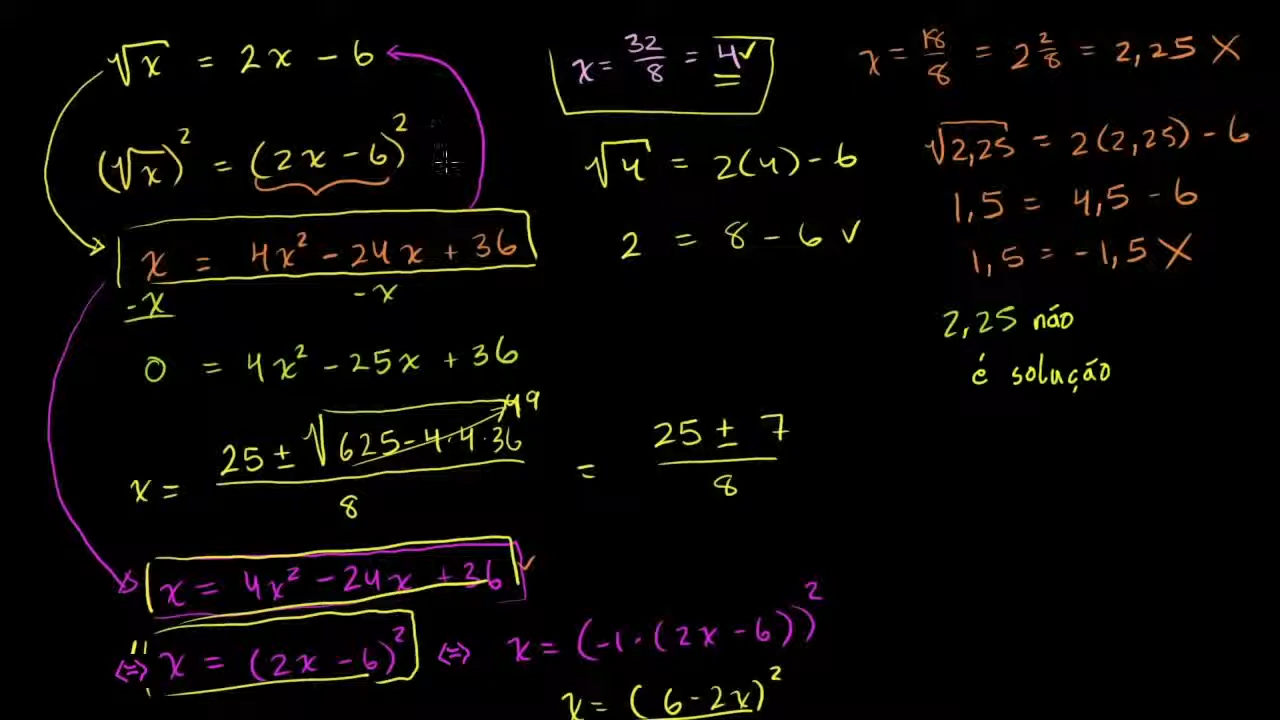 √x = 2x - 6
(√x)² = (2x - 6)²
x = 4x² - 24x + 36
-x -x
0 = 4x² - 25x + 36
x = (25 ± √(625 - 4·4·36))/8 = (25 ± 7)/8
49
x = 4x² - 24x + 36 ✓
⇔ x = (2x - 6)² ⇔ x = (-1·(2x - 6))²
x = (6 - 2x)²
x = 32/8 = 4 ✓
√4 = 2(4) - 6
2 = 8 - 6 ✓
x = 18/8 = 2 2/8 = 2,25 X
√2,25 = 2(2,25) - 6
1,5 = 4,5 - 6
1,5 = -1,5 X
2,25 não
é solução